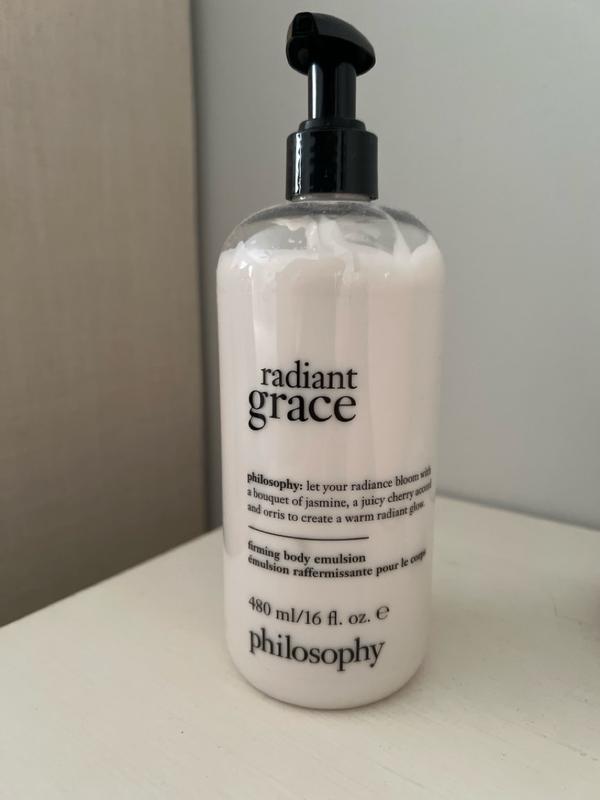 radiant
grace
philosophy: let your radiance bloom with
a bouquet of jasmine, a juicy cherry accord
and orris to create a warm radiant glow.
firming body emulsion
émulsion raffermissante pour le corps
480 ml/16 fl. oz. ℮
philosophy